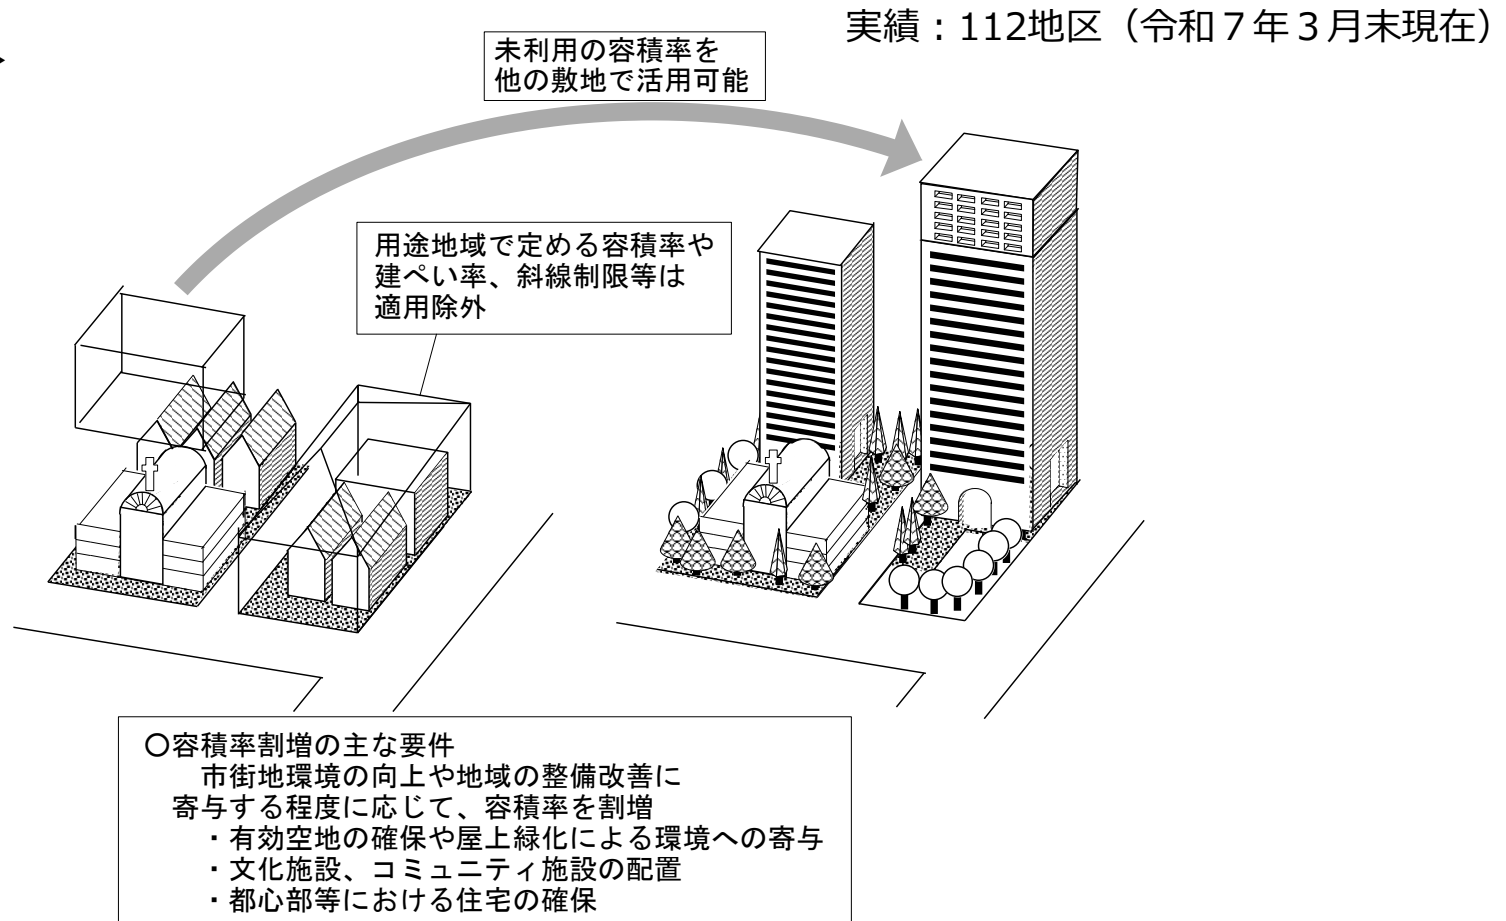 実績：112地区（令和７年３月末現在）
未利用の容積率を
他の敷地で活用可能
用途地域で定める容積率や
建ぺい率、斜線制限等は
適用除外
〇容積率割増の主な要件
市街地環境の向上や地域の整備改善に
寄与する程度に応じて、容積率を割増
・有効空地の確保や屋上緑化による環境への寄与
・文化施設、コミュニティ施設の配置
・都心部等における住宅の確保